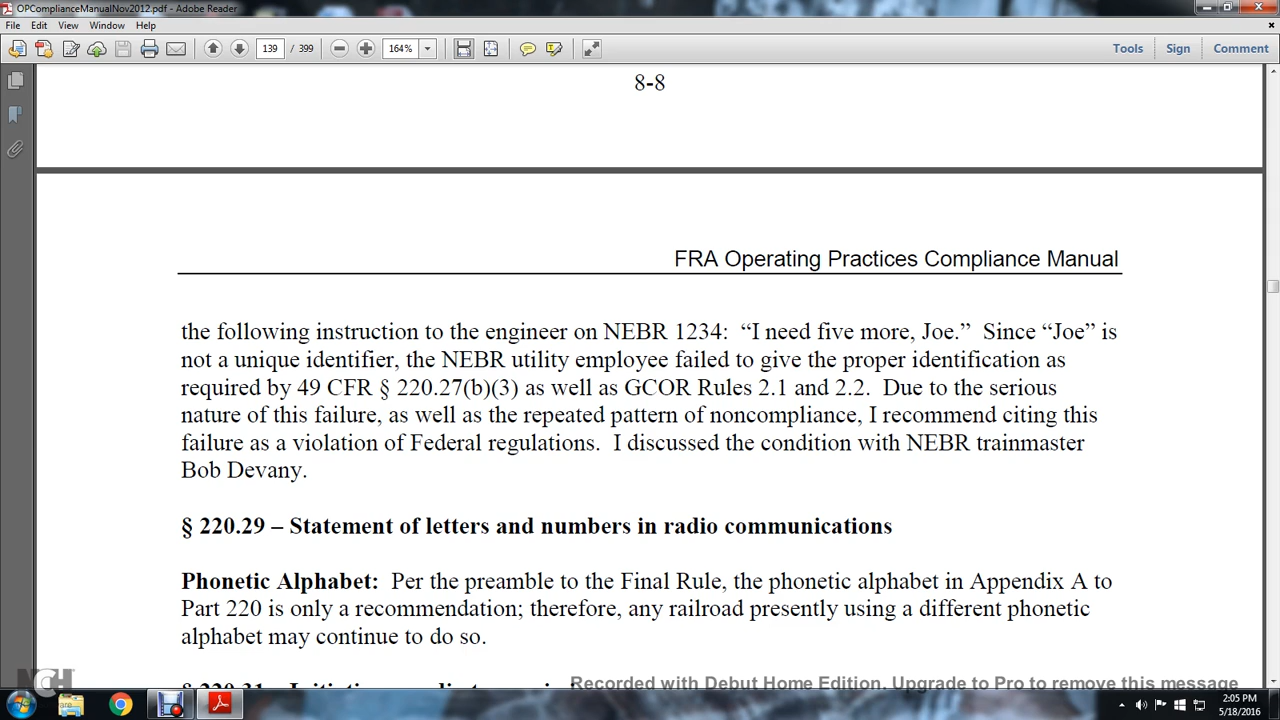 OPComplianceManualNov2012.pdf - Adobe Reader
File Edit View Window Help
139 / 399 164% Tools Sign Comment
8-8
FRA Operating Practices Compliance Manual
the following instruction to the engineer on NEBR 1234: “I need five more, Joe.” Since “Joe” is
not a unique identifier, the NEBR utility employee failed to give the proper identification as
required by 49 CFR § 220.27(b)(3) as well as GCOR Rules 2.1 and 2.2. Due to the serious
nature of this failure, as well as the repeated pattern of noncompliance, I recommend citing this
failure as a violation of Federal regulations. I discussed the condition with NEBR trainmaster
Bob Devany.
§ 220.29 – Statement of letters and numbers in radio communications
Phonetic Alphabet: Per the preamble to the Final Rule, the phonetic alphabet in Appendix A to
Part 220 is only a recommendation; therefore, any railroad presently using a different phonetic
alphabet may continue to do so.
Recorded with Debut Home Edition. Upgrade to Pro to remove this message
NCH
2:05 PM
5/18/2016